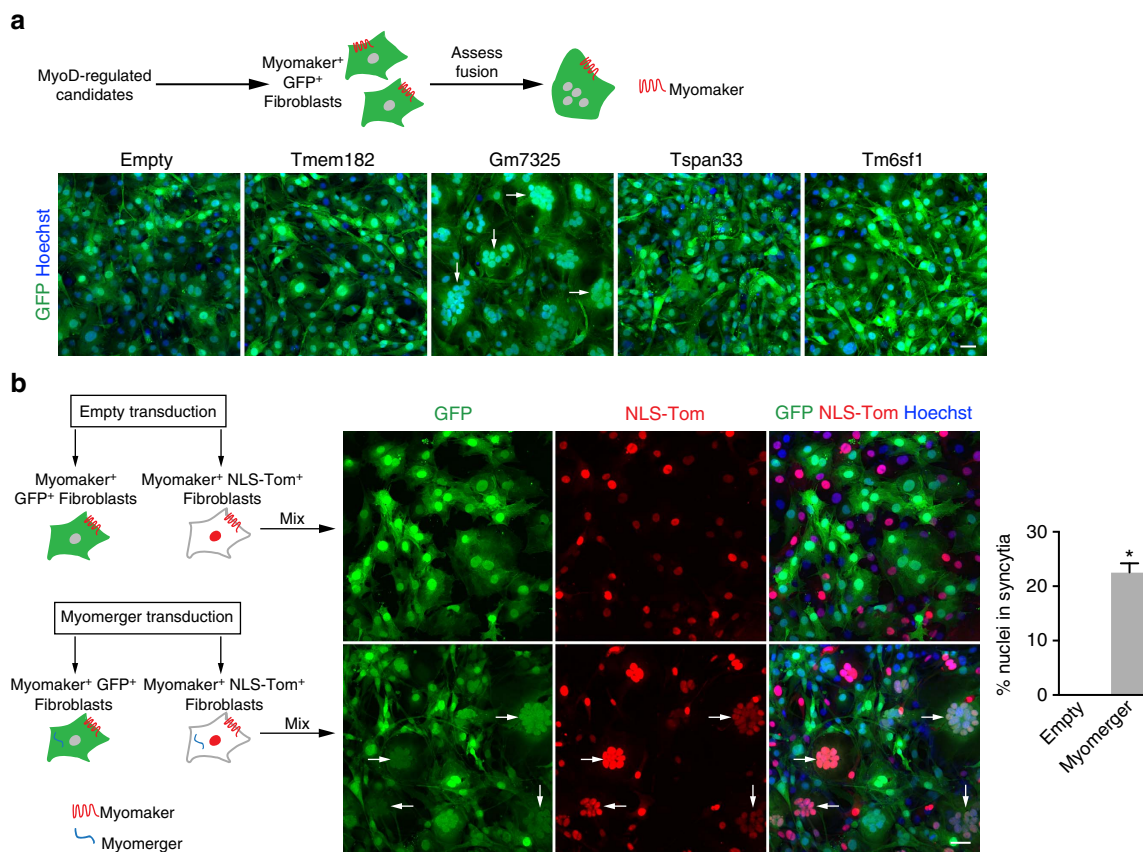 a
MyoD-regulated
candidates
Myomaker+
GFP+
Fibroblasts
Assess
fusion
Myomaker
Empty
Tmem182
Gm7325
Tspan33
Tm6sf1
GFP Hoechst
b
Empty transduction
Myomaker+
GFP+ Fibroblasts
Myomaker+ NLS-Tom+
Fibroblasts
Mix
Myomerger transduction
Myomaker+ GFP+
Fibroblasts
Myomaker+ NLS-Tom+
Fibroblasts
Mix
Myomaker
Myomerger
GFP
NLS-Tom
GFP NLS-Tom Hoechst
% nuclei in syncytia
30
20
10
0
*
Empty
Myomerger